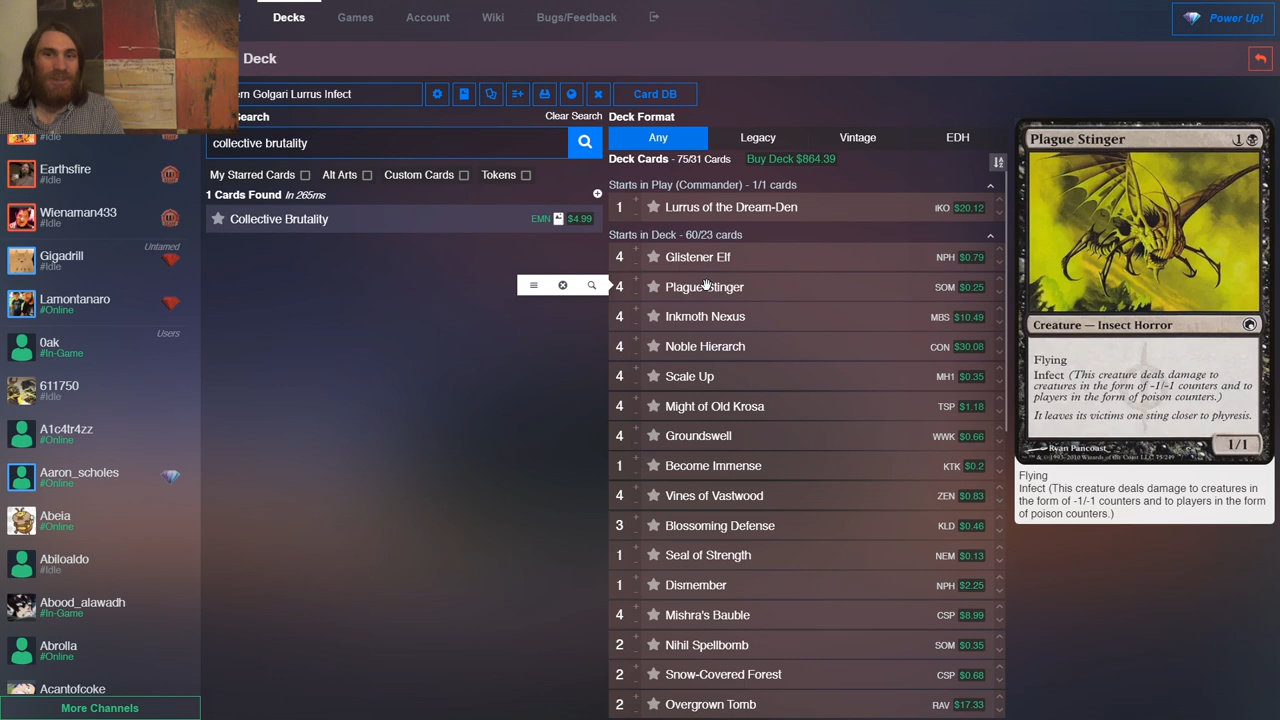 t
Decks
Games
Account
Wiki
Bugs/Feedback
Power Up!
Deck
ern Golgari Lurrus Infect
Card DB
Search
Clear Search
collective brutality
My Starred Cards
Alt Arts
Custom Cards
Tokens
1 Cards Found In 265ms
Collective Brutality EMN $4.99
#Idle
Earthsfire
#Idle
Wienaman433
#Idle
Untamed
Gigadrill
#Idle
Lamontanaro
#Online
Users
0ak
#In-Game
611750
#Idle
A1c4tr4zz
#Online
Aaron_scholes
#Online
Abeia
#Online
Abiloaldo
#Idle
Abood_alawadh
#In-Game
Abrolla
#Online
Acantofcoke
More Channels
Deck Format
Any
Legacy
Vintage
EDH
Deck Cards - 75/31 Cards
Buy Deck $864.39
Starts in Play (Commander) - 1/1 cards
1 Lurrus of the Dream-Den IKO $20.12
Starts in Deck - 60/23 cards
4 Glistener Elf NPH $0.79
4 Plague Stinger SOM $0.25
4 Inkmoth Nexus MBS $10.49
4 Noble Hierarch CON $30.08
4 Scale Up MH1 $0.35
4 Might of Old Krosa TSP $1.18
4 Groundswell WWK $0.66
1 Become Immense KTK $0.2
4 Vines of Vastwood ZEN $0.83
3 Blossoming Defense KLD $0.46
1 Seal of Strength NEM $0.13
1 Dismember NPH $2.25
4 Mishra's Bauble CSP $8.99
2 Nihil Spellbomb SOM $0.35
2 Snow-Covered Forest CSP $0.68
2 Overgrown Tomb RAV $17.33
Plague Stinger 1
Creature — Insect Horror
Flying
Infect (This creature deals damage to
creatures in the form of -1/-1 counters and to
players in the form of poison counters.)
It leaves its victims one sting closer to phyresis.
Ryan Pancoast
1/1
Flying
Infect (This creature deals damage to creatures in
the form of -1/-1 counters and to players in the form
of poison counters.)